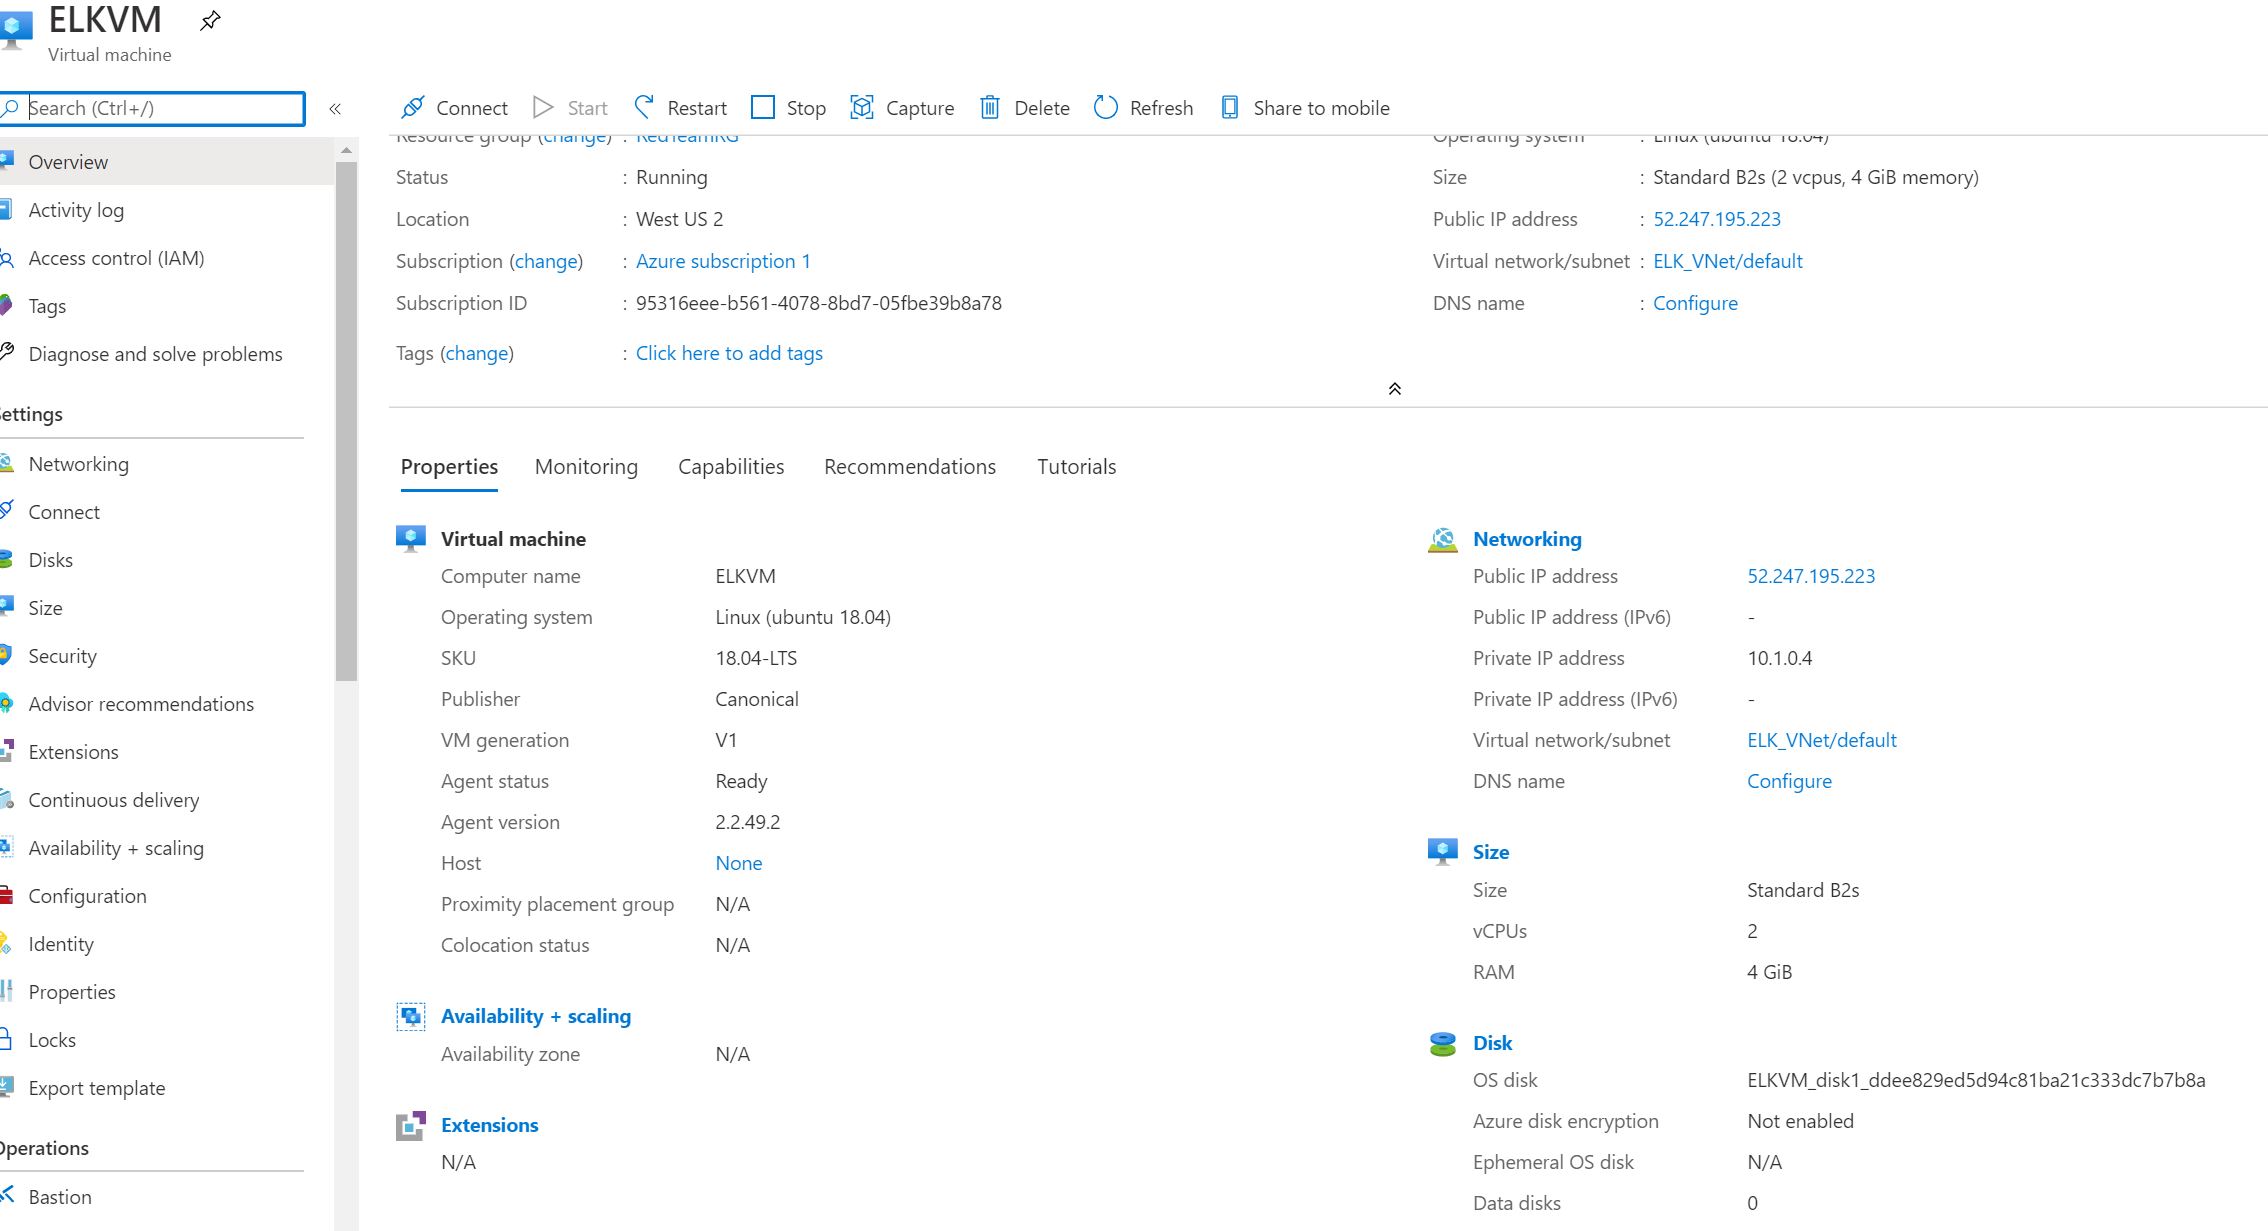 ELKVM
Virtual machine
Search (Ctrl+/)
«
Connect Start Restart Stop Capture Delete Refresh Share to mobile
Overview
Activity log
Access control (IAM)
Tags
Diagnose and solve problems
Settings
Networking
Connect
Disks
Size
Security
Advisor recommendations
Extensions
Continuous delivery
Availability + scaling
Configuration
Identity
Properties
Locks
Export template
Operations
Bastion
Resource group (change) : RedTeamRG
Status : Running
Location : West US 2
Subscription (change) : Azure subscription 1
Subscription ID : 95316eee-b561-4078-8bd7-05fbe39b8a78
Tags (change) : Click here to add tags
Operating system : Linux (ubuntu 18.04)
Size : Standard B2s (2 vcpus, 4 GiB memory)
Public IP address : 52.247.195.223
Virtual network/subnet : ELK_VNet/default
DNS name : Configure
Properties Monitoring Capabilities Recommendations Tutorials
Virtual machine
Computer name ELKVM
Operating system Linux (ubuntu 18.04)
SKU 18.04-LTS
Publisher Canonical
VM generation V1
Agent status Ready
Agent version 2.2.49.2
Host None
Proximity placement group N/A
Colocation status N/A
Availability + scaling
Availability zone N/A
Extensions
N/A
Networking
Public IP address 52.247.195.223
Public IP address (IPv6) -
Private IP address 10.1.0.4
Private IP address (IPv6) -
Virtual network/subnet ELK_VNet/default
DNS name Configure
Size
Size Standard B2s
vCPUs 2
RAM 4 GiB
Disk
OS disk ELKVM_disk1_ddee829ed5d94c81ba21c333dc7b7b8a
Azure disk encryption Not enabled
Ephemeral OS disk N/A
Data disks 0